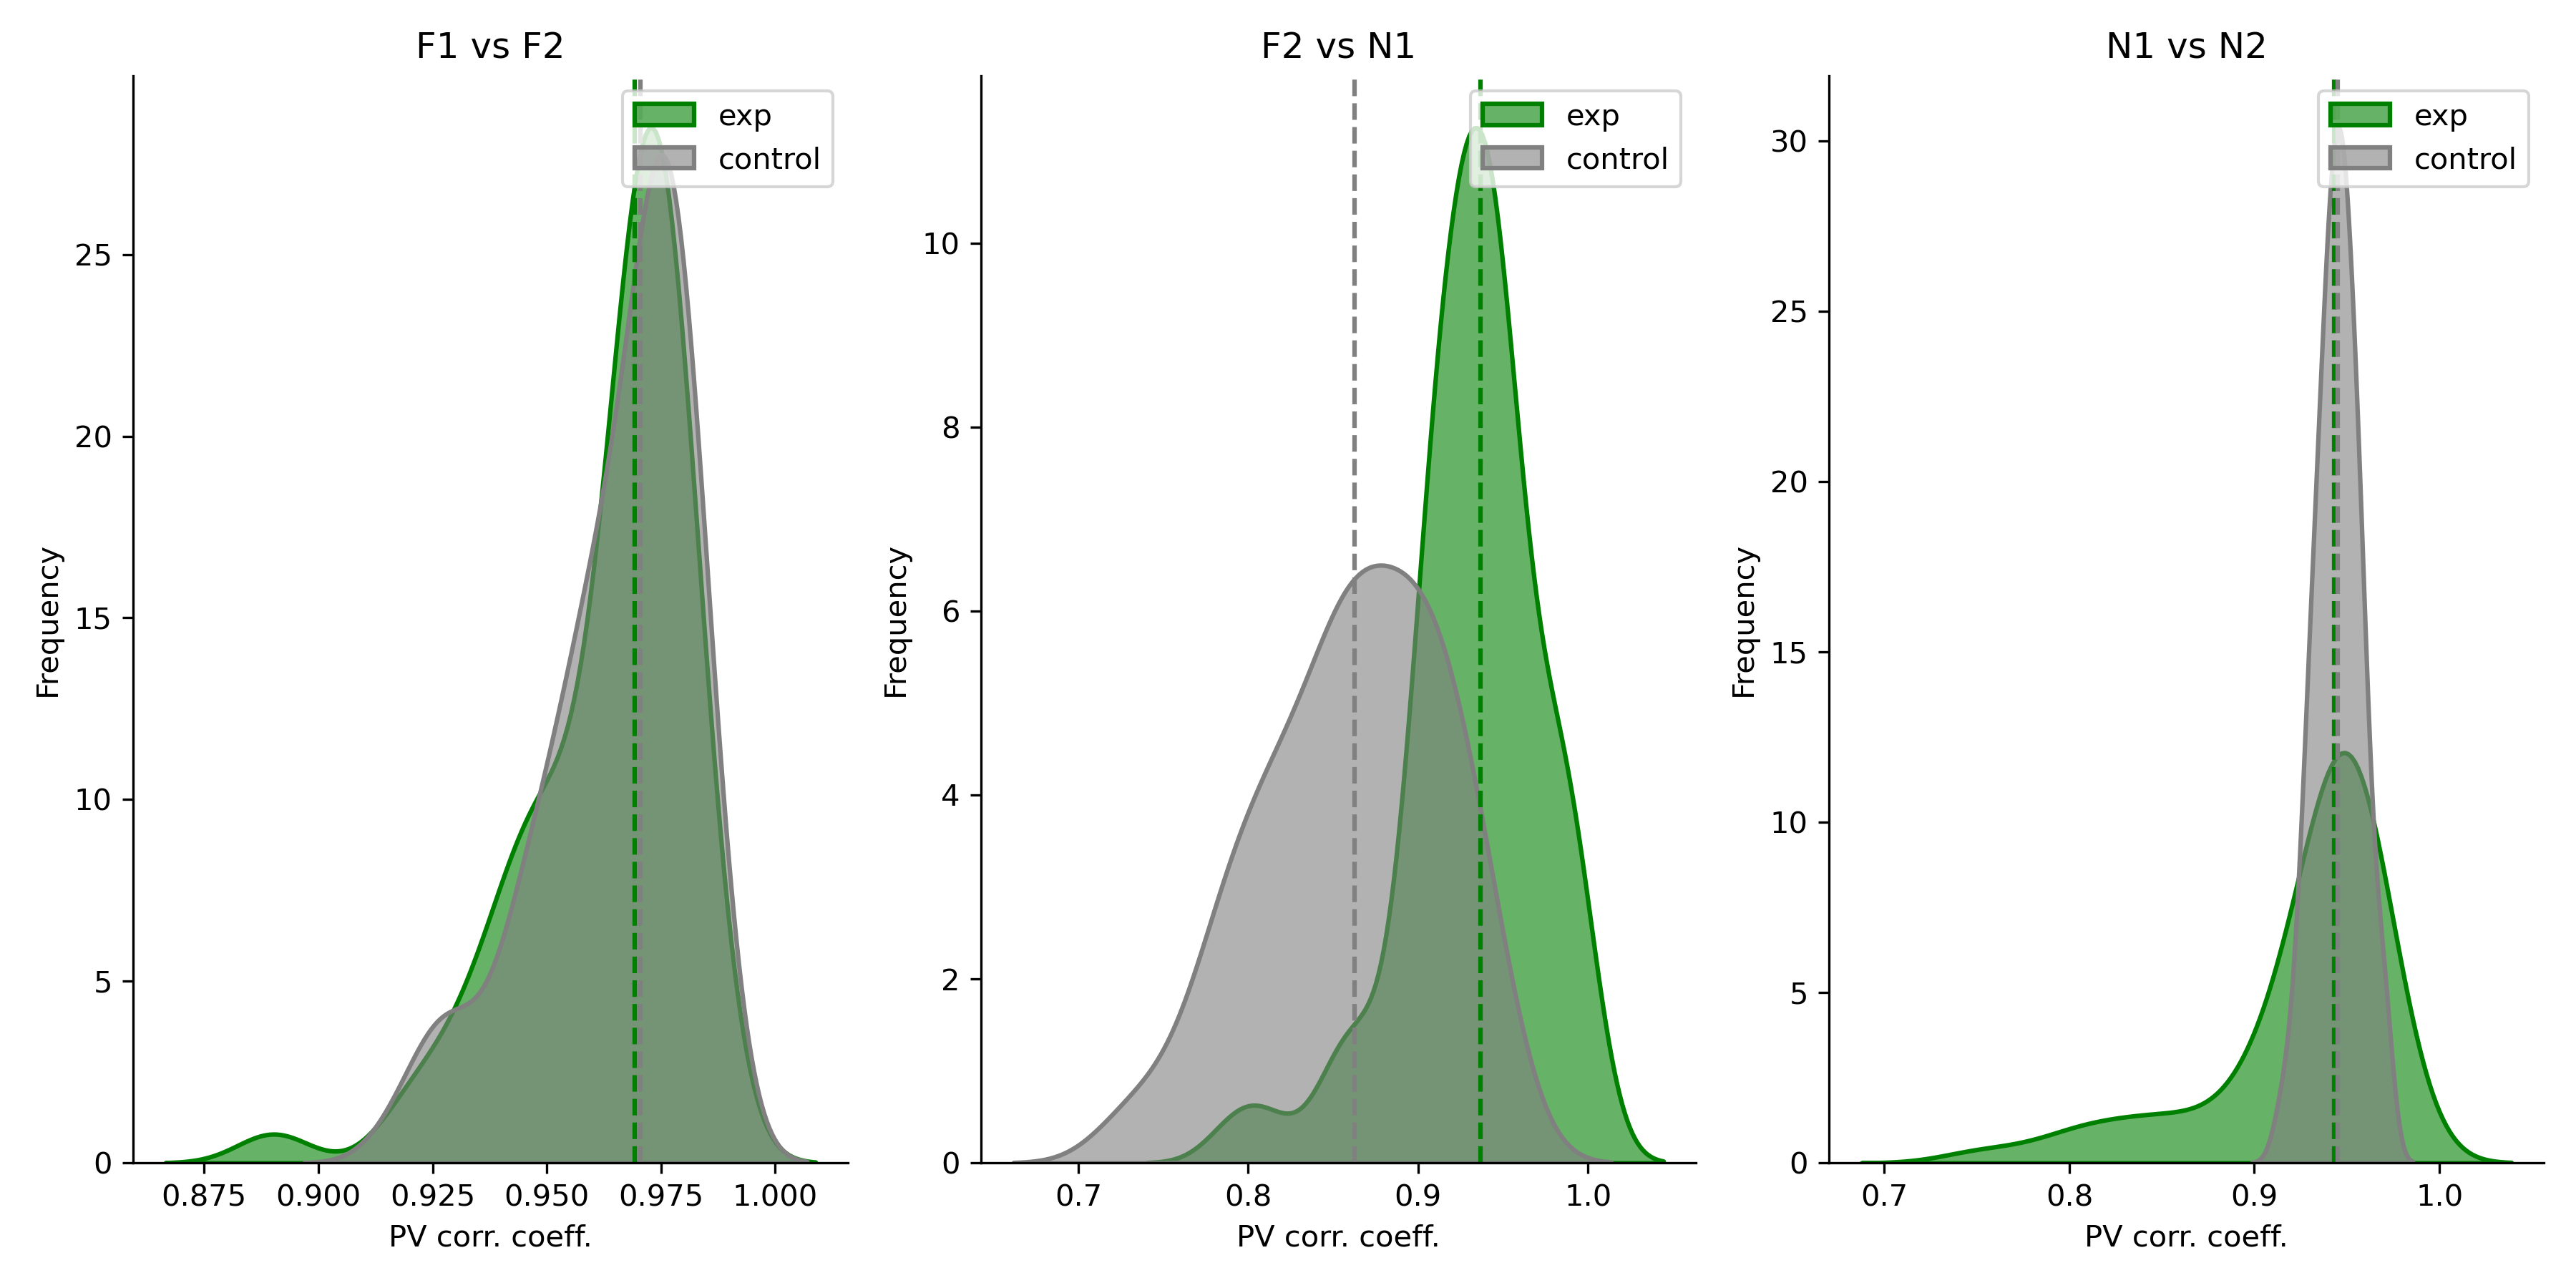 F1 vs F2
exp
control
25
20
15
10
5
0
Frequency
0.875 0.900 0.925 0.950 0.975 1.000
PV corr. coeff.
F2 vs N1
exp
control
10
8
6
4
2
0
Frequency
0.7 0.8 0.9 1.0
PV corr. coeff.
N1 vs N2
exp
control
30
25
20
15
10
5
0
Frequency
0.7 0.8 0.9 1.0
PV corr. coeff.